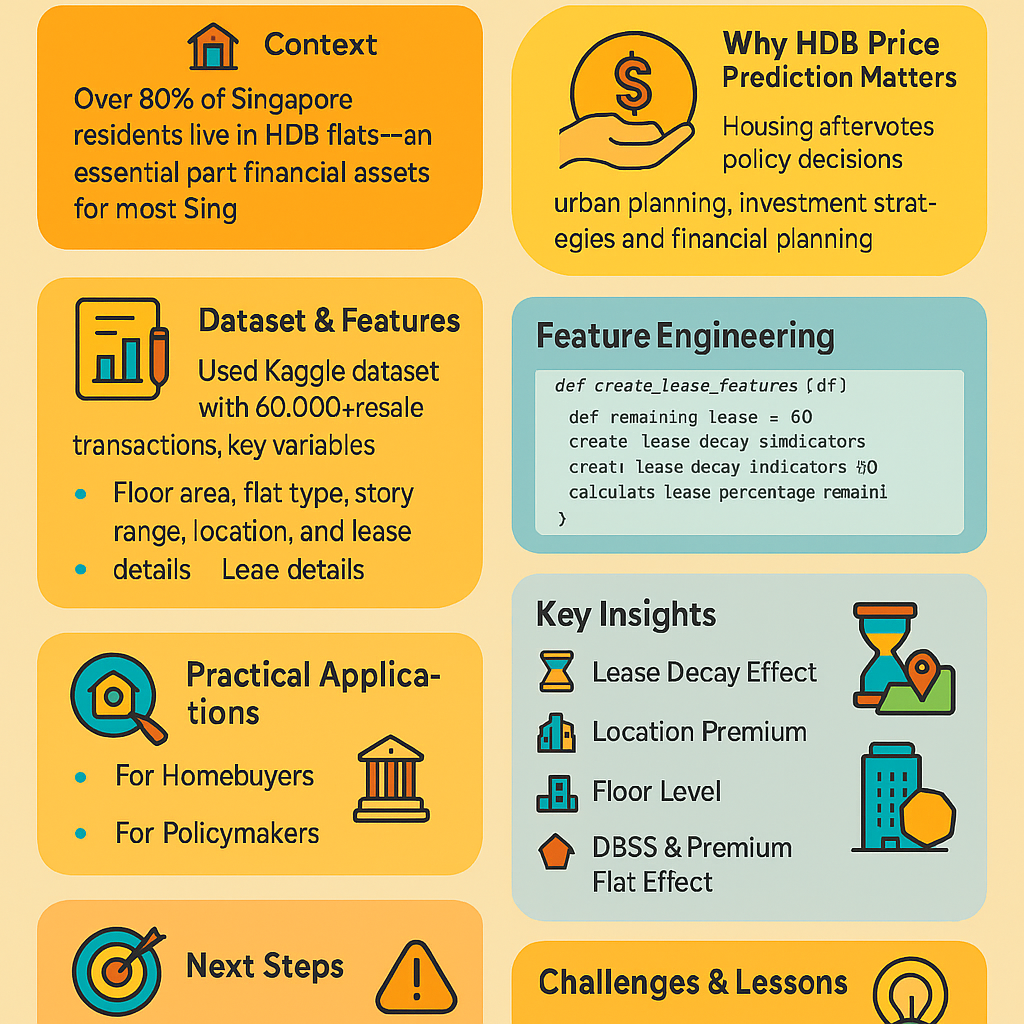 Context
Over 80% of Singapore
residents live in HDB flats--an
essential part financial assets
for most Sing
Why HDB Price
Prediction Matters
Housing aftervotes
policy decisions
urban planning, investment strat-
egies and financial planning
Dataset & Features
Used Kaggle dataset
with 60.000+resale
transactions, key variables
• Floor area, flat type, story
range, location, and lease
• details Leae details
Feature Engineering
def create_lease_features (df)
def remaining lease = 60
create lease decay simdicators
lease decay indicators
calculats lease percentage remaini
}
Practical Applica-
tions
• For Homebuyers
• For Policymakers
Key Insights
Lease Decay Effect
Location Premium
Floor Level
DBSS & Premium
Flat Effect
Next Steps
Challenges & Lessons